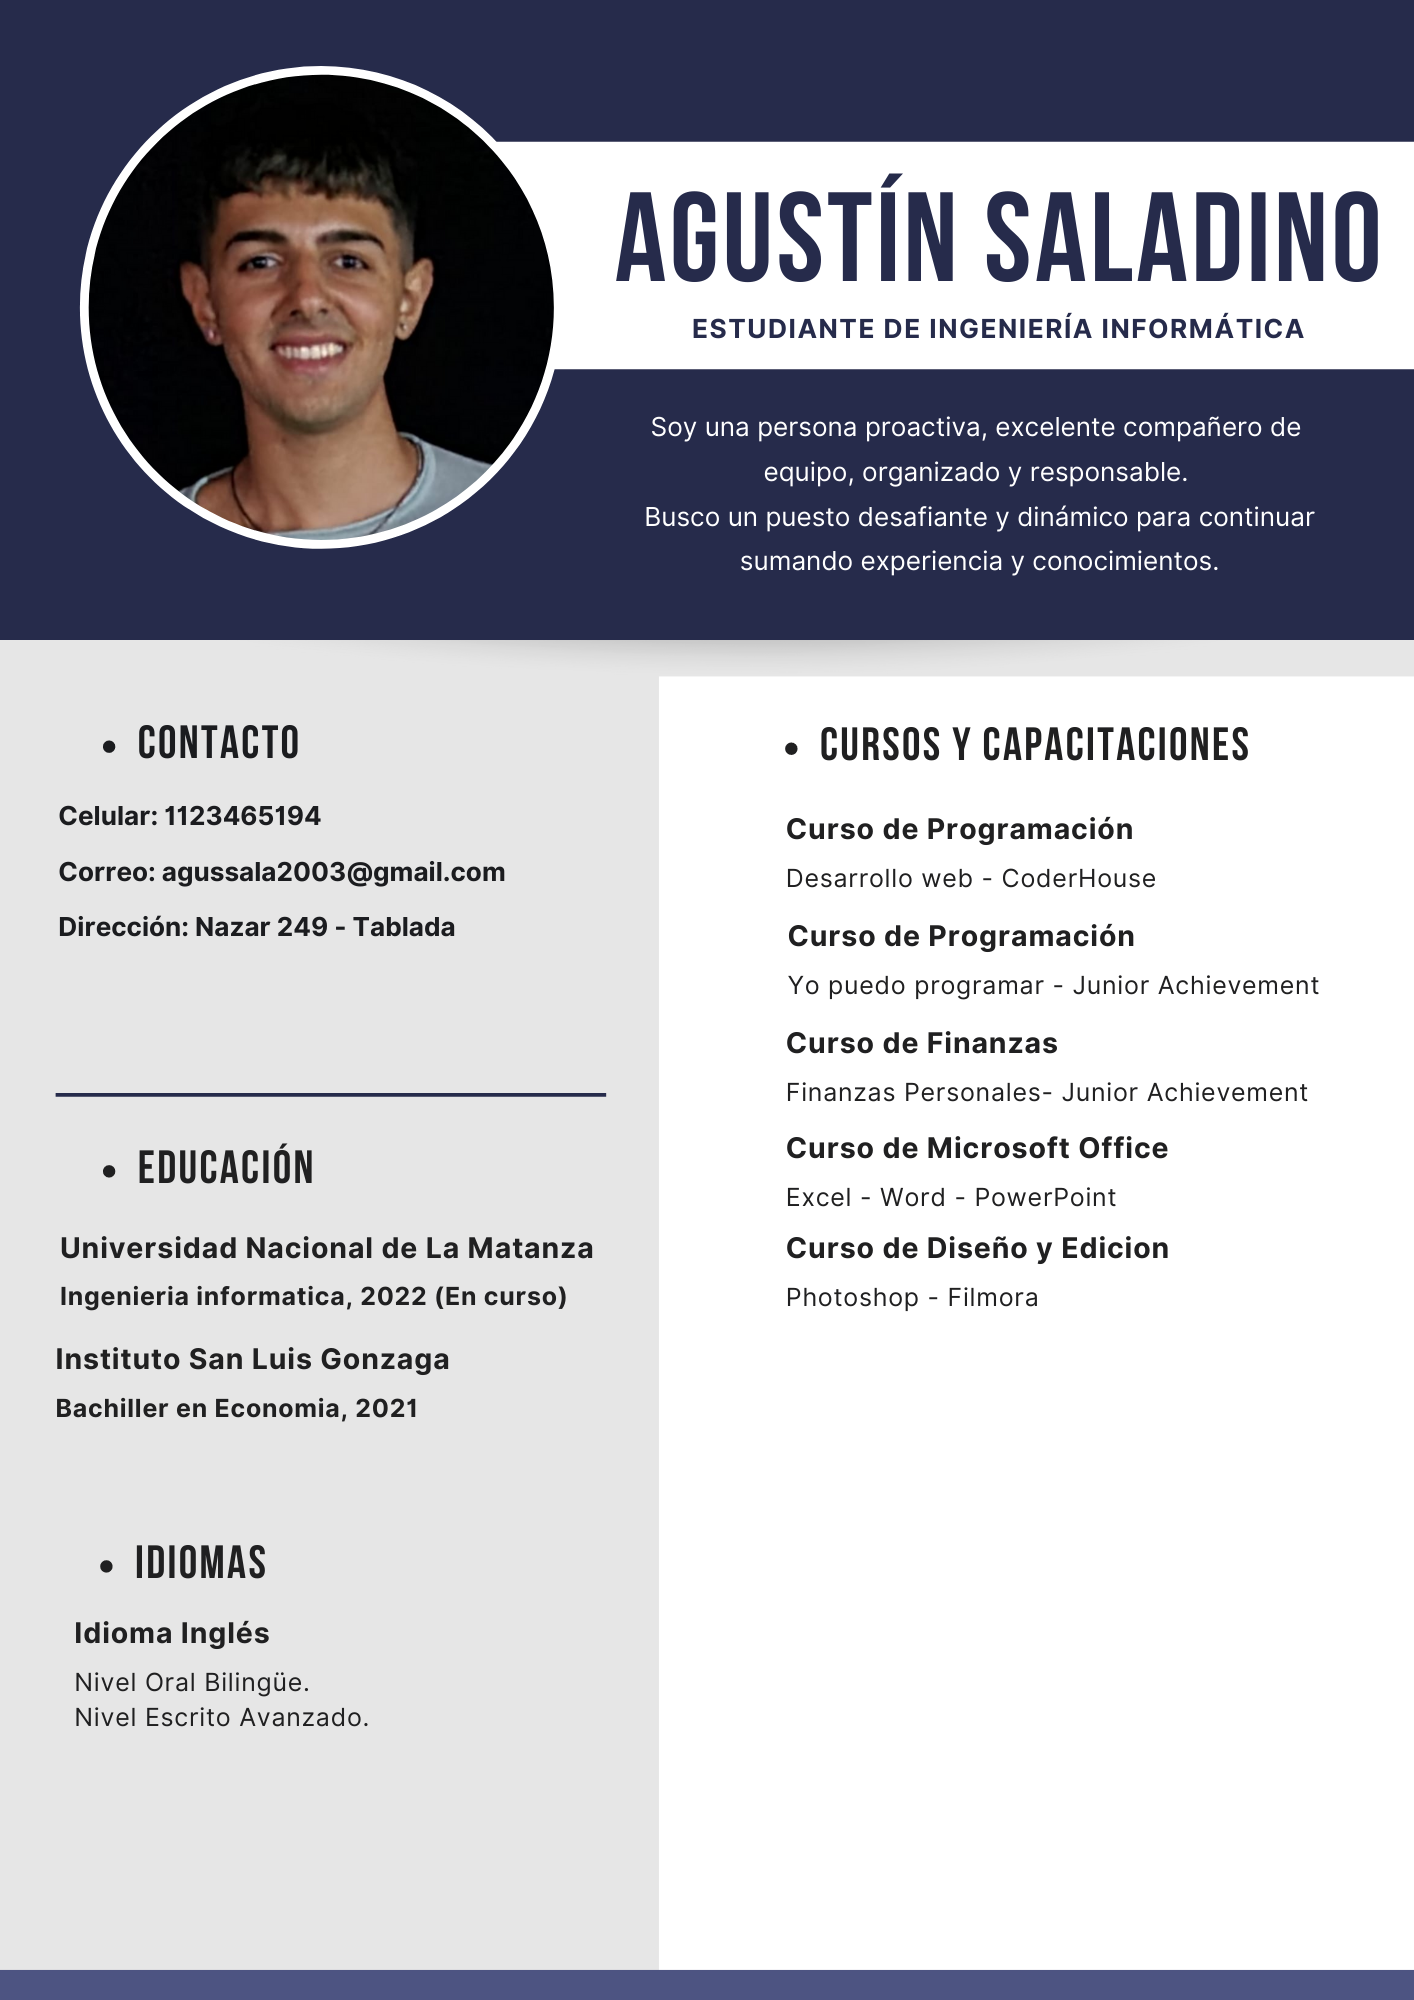 AGUSTÍN SALADINO
ESTUDIANTE DE INGENIERÍA INFORMÁTICA
Soy una persona proactiva, excelente compañero de
equipo, organizado y responsable.
Busco un puesto desafiante y dinámico para continuar
sumando experiencia y conocimientos.
• CONTACTO
Celular: 1123465194
Correo: agussala2003@gmail.com
Dirección: Nazar 249 - Tablada
• EDUCACIÓN
Universidad Nacional de La Matanza
Ingenieria informatica, 2022 (En curso)
Instituto San Luis Gonzaga
Bachiller en Economia, 2021
• IDIOMAS
Idioma Inglés
Nivel Oral Bilingüe.
Nivel Escrito Avanzado.
• CURSOS Y CAPACITACIONES
Curso de Programación
Desarrollo web - CoderHouse
Curso de Programación
Yo puedo programar - Junior Achievement
Curso de Finanzas
Finanzas Personales- Junior Achievement
Curso de Microsoft Office
Excel - Word - PowerPoint
Curso de Diseño y Edicion
Photoshop - Filmora